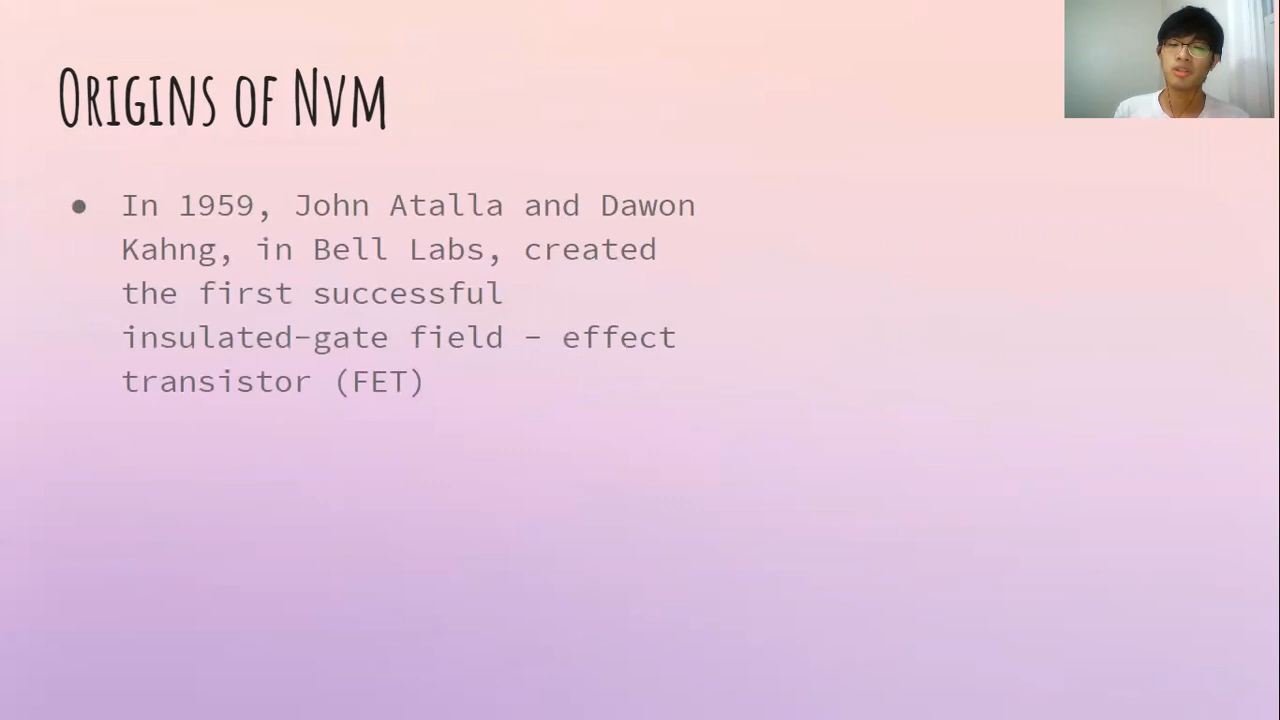 Origins of Nvm
● In 1959, John Atalla and Dawon
Kahng, in Bell Labs, created
the first successful
insulated-gate field - effect
transistor (FET)